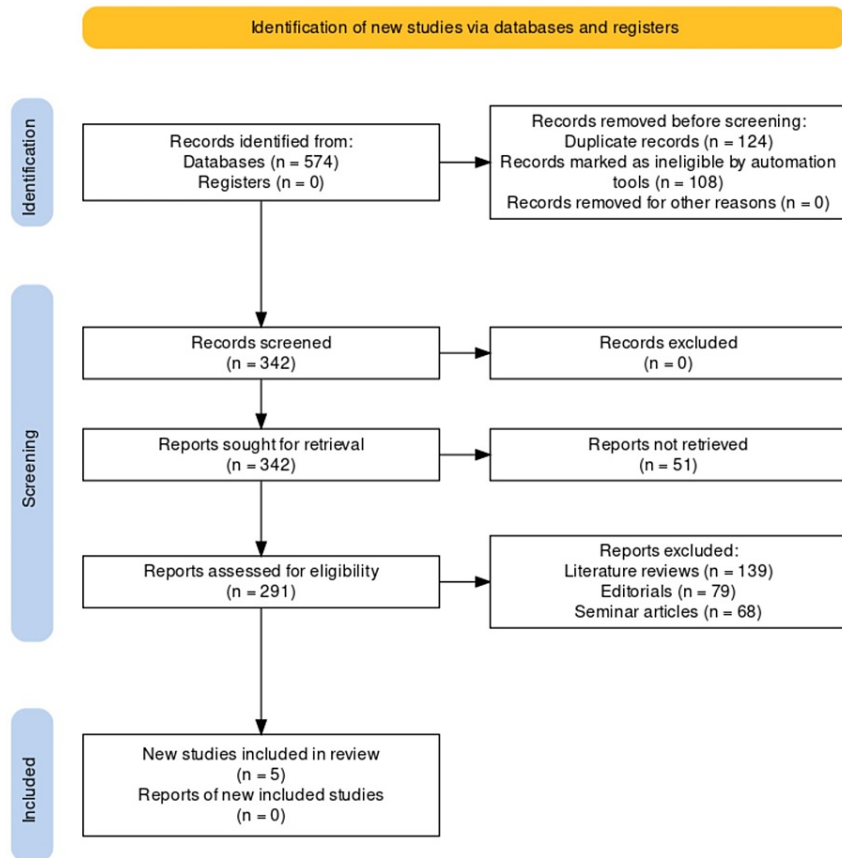 Identification of new studies via databases and registers
Identification
Records identified from:
Databases (n = 574)
Registers (n = 0)
Records removed before screening:
Duplicate records (n = 124)
Records marked as ineligible by automation
tools (n = 108)
Records removed for other reasons (n = 0)
Screening
Records screened
(n = 342)
Records excluded
(n = 0)
Reports sought for retrieval
(n = 342)
Reports not retrieved
(n = 51)
Reports assessed for eligibility
(n = 291)
Reports excluded:
Literature reviews (n = 139)
Editorials (n = 79)
Seminar articles (n = 68)
Included
New studies included in review
(n = 5)
Reports of new included studies
(n = 0)